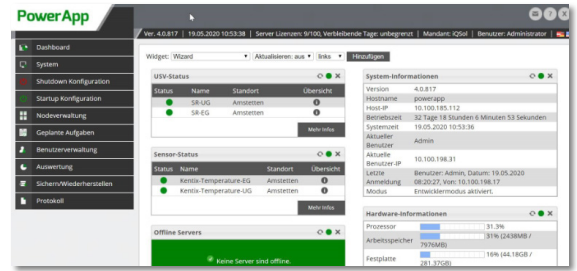 PowerApp
Ver. 4.0.817 | 19.05.2020 10:53:38 | Server Lizenzen: 9/100, Verbleibende Tage: unbegrenzt | Mandant: iQSol | Benutzer: Administrator |
Dashboard
System
Shutdown Konfiguration
Startup Konfiguration
Nodeverwaltung
Geplante Aufgaben
Benutzerverwaltung
Auswertung
Sichern/Wiederherstellen
Protokoll
Widget: Wizard Aktualisieren: aus links Hinzufügen
USV-Status
Status Name Standort Übersicht
SR-UG Amstetten
SR-EG Amstetten
Mehr Infos
Sensor-Status
Status Name Standort Übersicht
Kentix-Temperature-EG Amstetten
Kentix-Temperature-UG Amstetten
Mehr Infos
Offline Servers
Keine Server sind offline.
System-Informationen
Version 4.0.817
Hostname powerapp
Host-IP 10.100.185.112
Betriebszeit 32 Tage 18 Stunden 6 Minuten 53 Sekunden
Systemzeit 19.05.2020 10:53:36
Aktueller Benutzer Admin
Aktuelle Benutzer-IP 10.100.198.31
Letzte Anmeldung Benutzer: Admin, Datum: 19.05.2020 08:20:27, Von: 10.100.198.17
Modus Entwicklermodus aktiviert.
Hardware-Informationen
Prozessor 31.3%
Arbeitsspeicher 31% (2438MB / 7976MB)
Festplatte 16% (44.18GB / 281.37GB)